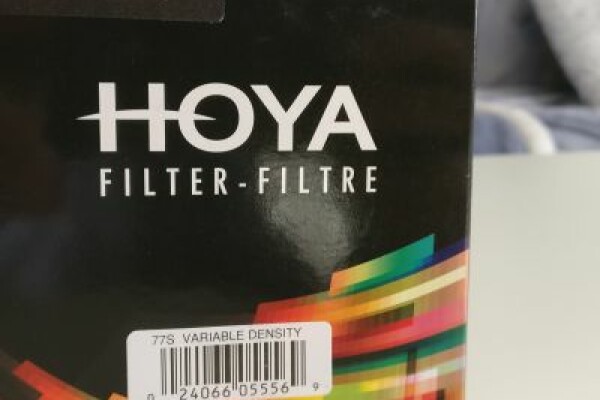 HOYA
FILTER-FILTRE
77S VARIABLE DENSITY
0 24066 05556 9